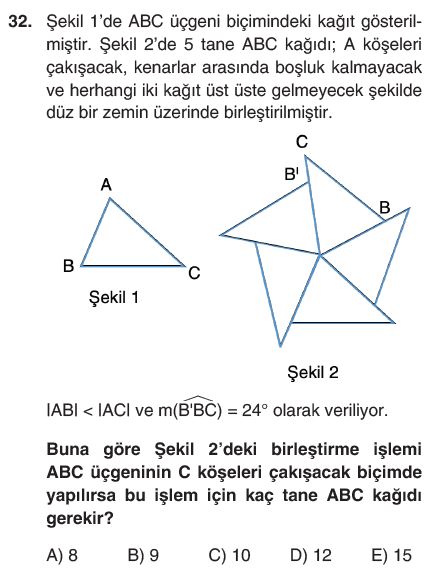 32. Şekil 1'de ABC üçgeni biçimindeki kağıt gösteril-
miştir. Şekil 2'de 5 tane ABC kağıdı; A köşeleri
çakışacak, kenarlar arasında boşluk kalmayacak
ve herhangi iki kağıt üst üste gelmeyecek şekilde
düz bir zemin üzerinde birleştirilmiştir.
C
B'
A
B
B
C
Şekil 1
Şekil 2
|AB| < |AC| ve m(B'BC) = 24° olarak veriliyor.
Buna göre Şekil 2'deki birleştirme işlemi
ABC üçgeninin C köşeleri çakışacak biçimde
yapılırsa bu işlem için kaç tane ABC kağıdı
gerekir?
A) 8 B) 9 C) 10 D) 12 E) 15